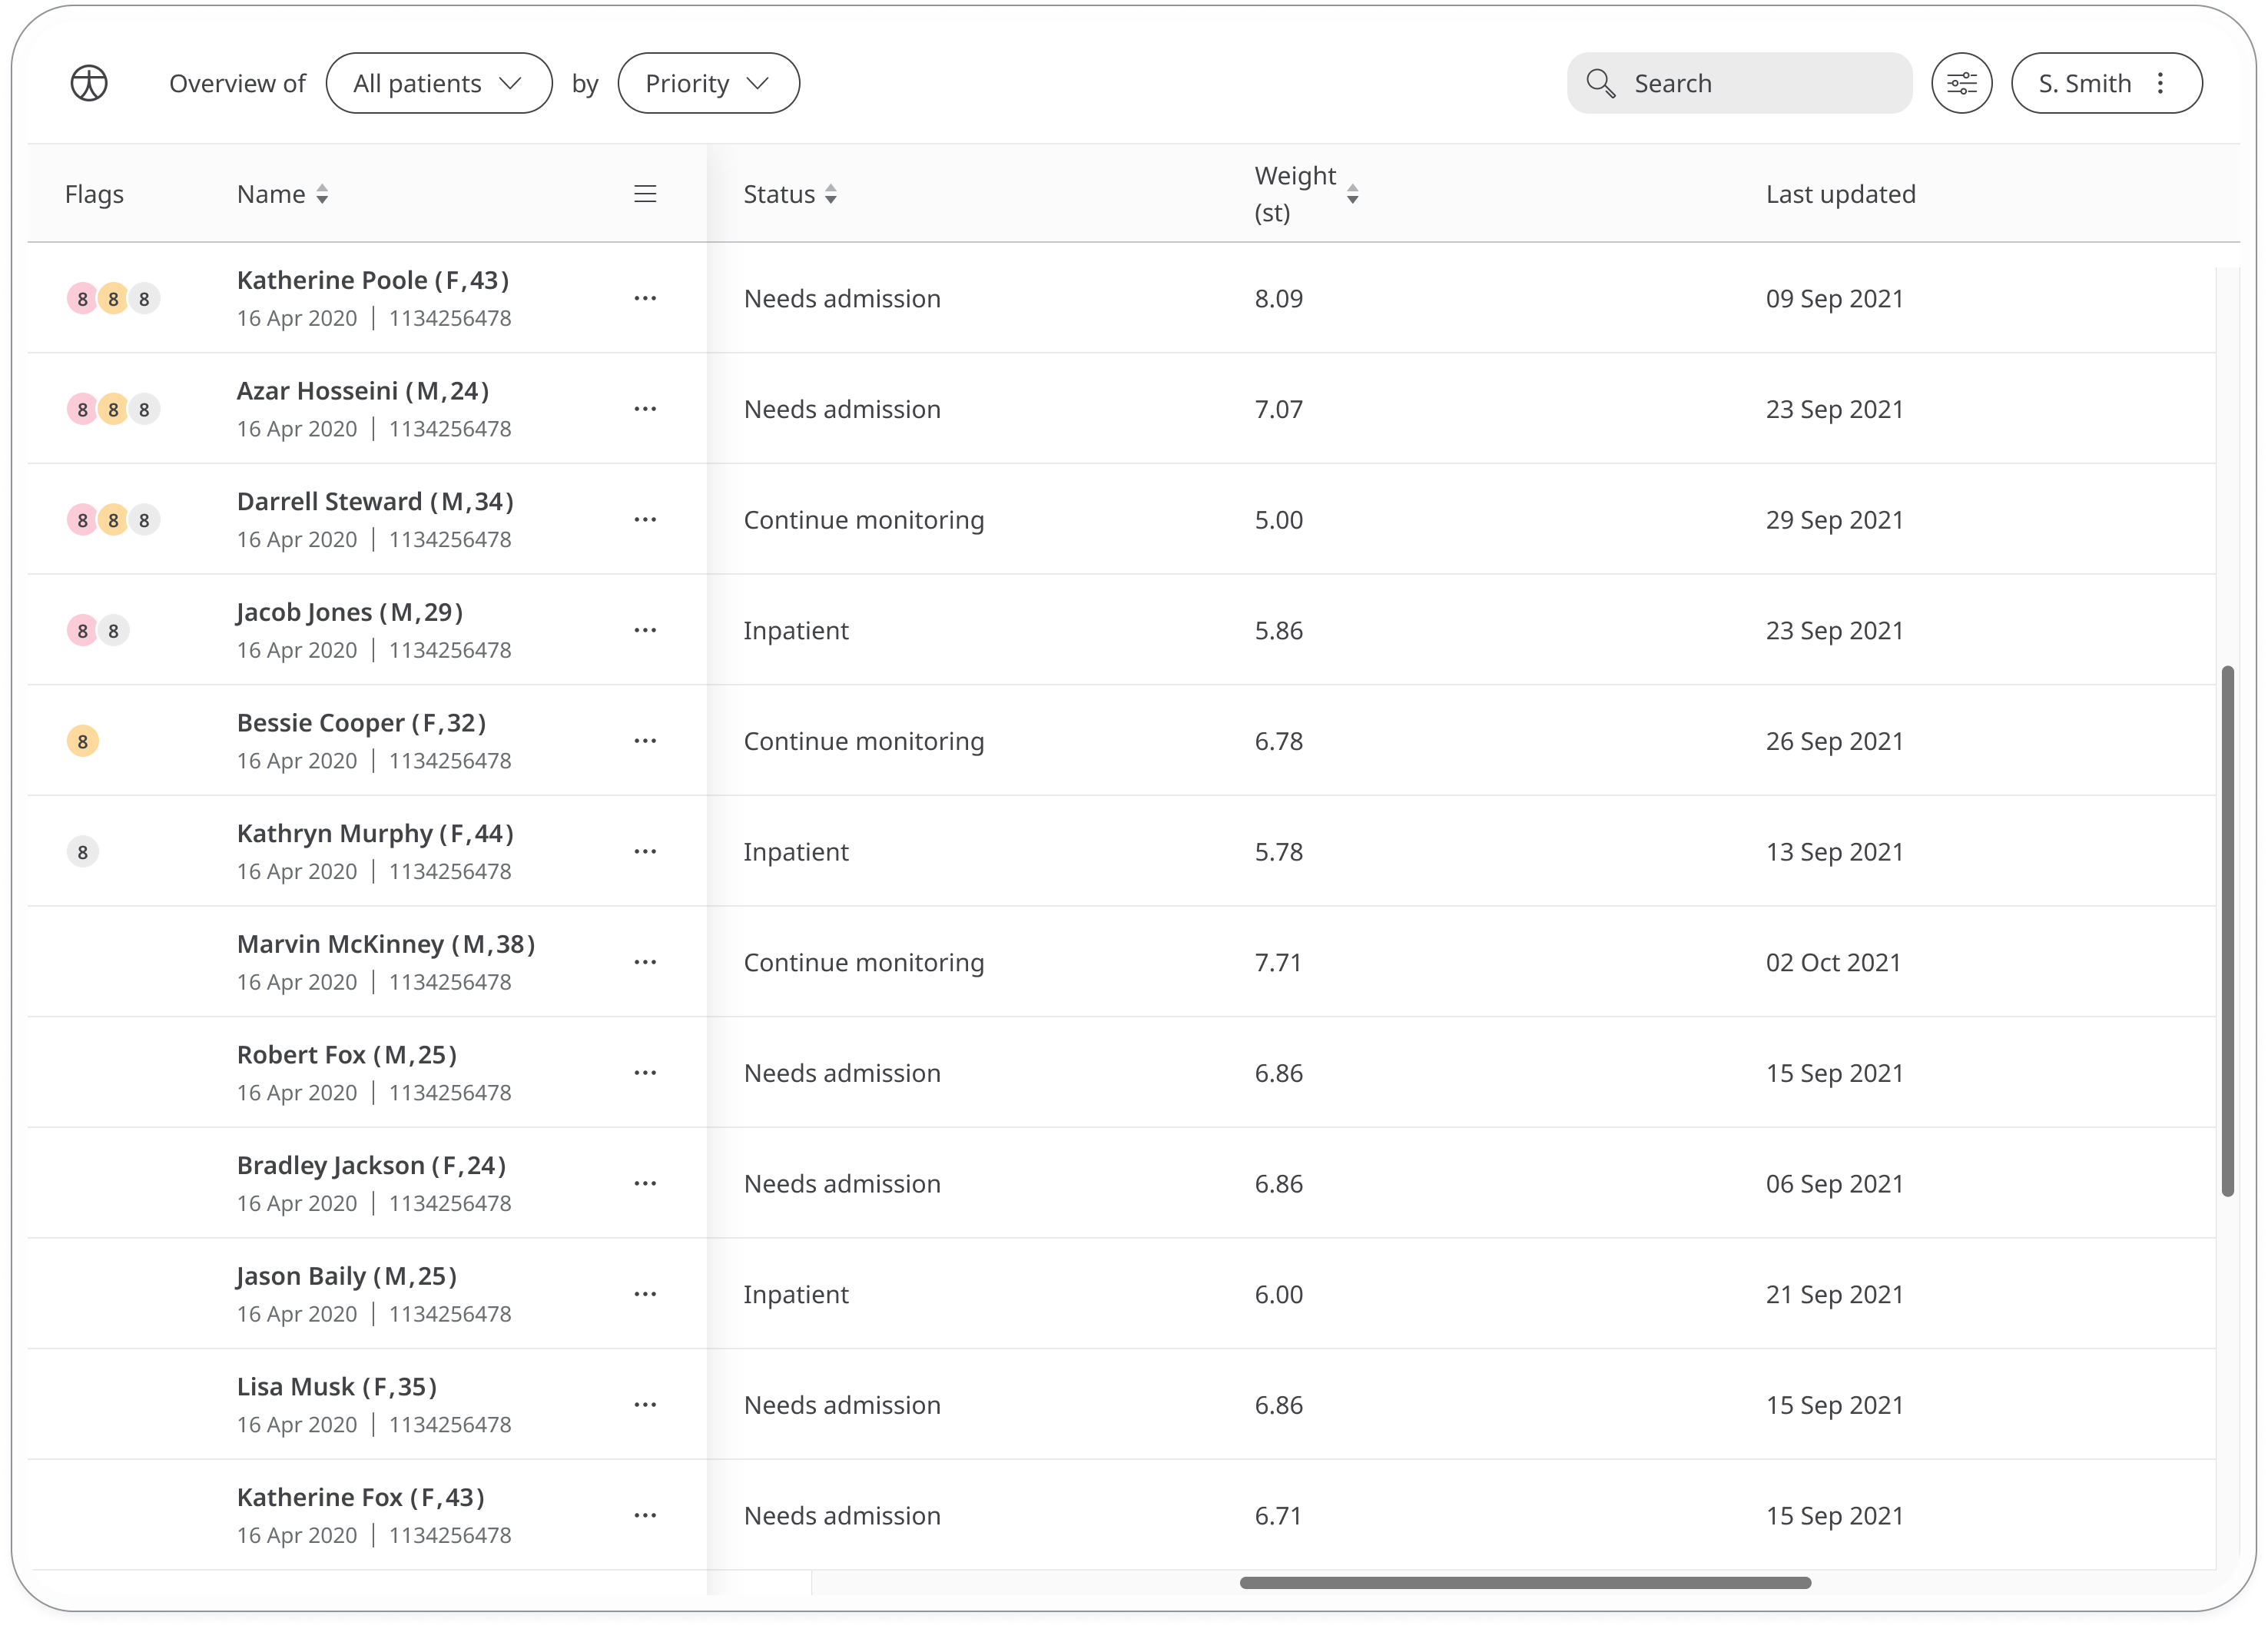 Overview of All patients by Priority Search S. Smith
Flags Name Status Weight (st) Last updated
8 8 8 Katherine Poole (F,43) Needs admission 8.09 09 Sep 2021
16 Apr 2020 | 1134256478
8 8 8 Azar Hosseini (M,24) Needs admission 7.07 23 Sep 2021
16 Apr 2020 | 1134256478
8 8 8 Darrell Steward (M,34) Continue monitoring 5.00 29 Sep 2021
16 Apr 2020 | 1134256478
8 8 Jacob Jones (M,29) Inpatient 5.86 23 Sep 2021
16 Apr 2020 | 1134256478
8 Bessie Cooper (F,32) Continue monitoring 6.78 26 Sep 2021
16 Apr 2020 | 1134256478
8 Kathryn Murphy (F,44) Inpatient 5.78 13 Sep 2021
16 Apr 2020 | 1134256478
Marvin McKinney (M,38) Continue monitoring 7.71 02 Oct 2021
16 Apr 2020 | 1134256478
Robert Fox (M,25) Needs admission 6.86 15 Sep 2021
16 Apr 2020 | 1134256478
Bradley Jackson (F,24) Needs admission 6.86 06 Sep 2021
16 Apr 2020 | 1134256478
Jason Baily (M,25) Inpatient 6.00 21 Sep 2021
16 Apr 2020 | 1134256478
Lisa Musk (F,35) Needs admission 6.86 15 Sep 2021
16 Apr 2020 | 1134256478
Katherine Fox (F,43) Needs admission 6.71 15 Sep 2021
16 Apr 2020 | 1134256478